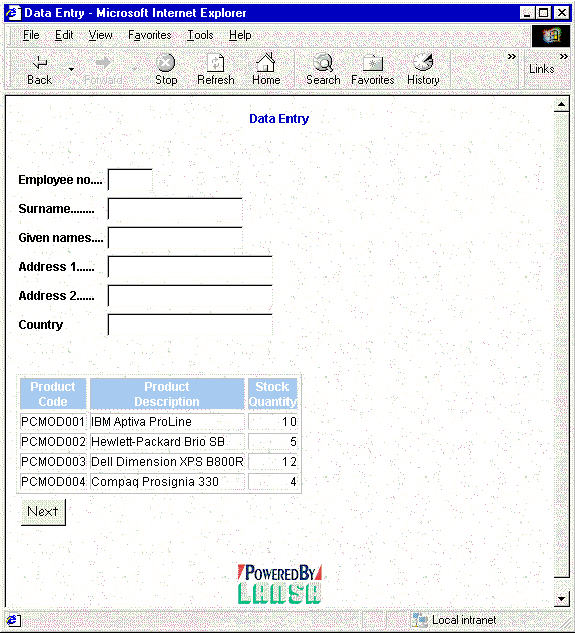 Data Entry - Microsoft Internet Explorer
File Edit View Favorites Tools Help
Back Forward Stop Refresh Home Search Favorites History » Links »
Data Entry
Employee no....
Surname........
Given names....
Address 1......
Address 2......
Country
Product Code Product Description Stock Quantity
PCMOD001 IBM Aptiva ProLine 10
PCMOD002 Hewlett-Packard Brio SB 5
PCMOD003 Dell Dimension XPS B800R 12
PCMOD004 Compaq Prosignia 330 4
Next
POWEREDBY
LANSA
Local intranet